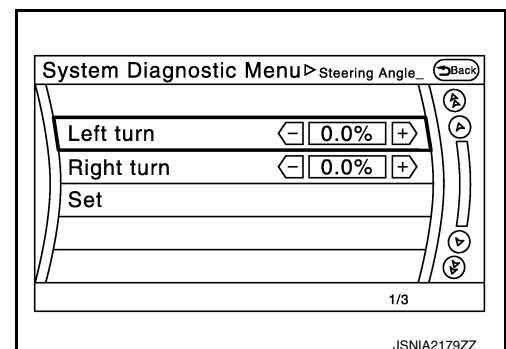 System Diagnostic Menu▷ Steering Angle_ Back
Left turn − 0.0% +
Right turn − 0.0% +
Set
1/3
JSNIA2179ZZ